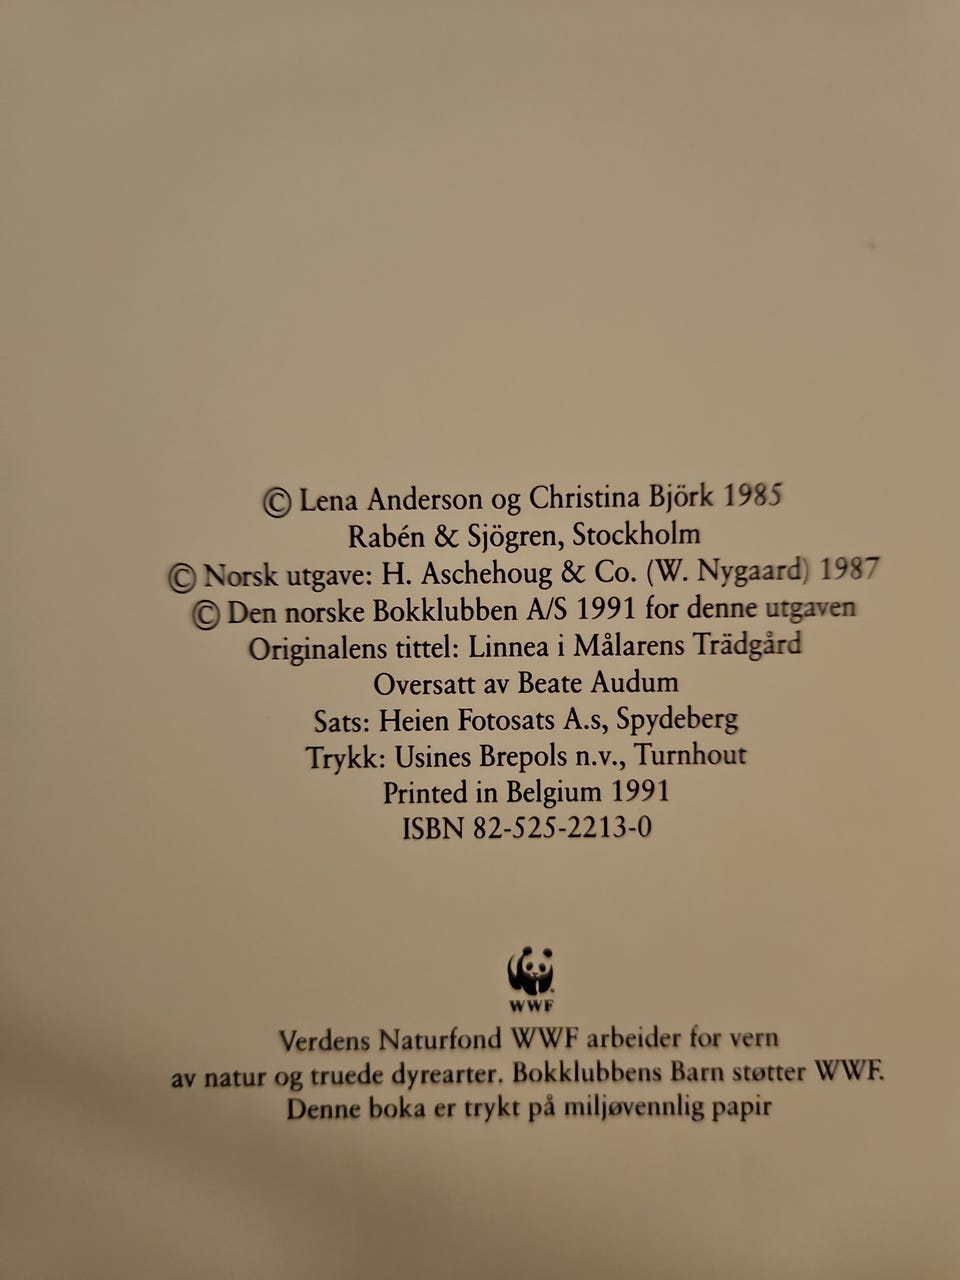 © Lena Anderson og Christina Björk 1985
Rabén & Sjögren, Stockholm
© Norsk utgave: H. Aschehoug & Co. (W. Nygaard) 1987
© Den norske Bokklubben A/S 1991 for denne utgaven
Originalens tittel: Linnea i Målarens Trädgård
Oversatt av Beate Audum
Sats: Heien Fotosats A.s, Spydeberg
Trykk: Usines Brepols n.v., Turnhout
Printed in Belgium 1991
ISBN 82-525-2213-0
WWF
Verdens Naturfond WWF arbeider for vern
av natur og truede dyrearter. Bokklubbens Barn støtter WWF.
Denne boka er trykt på miljøvennlig papir